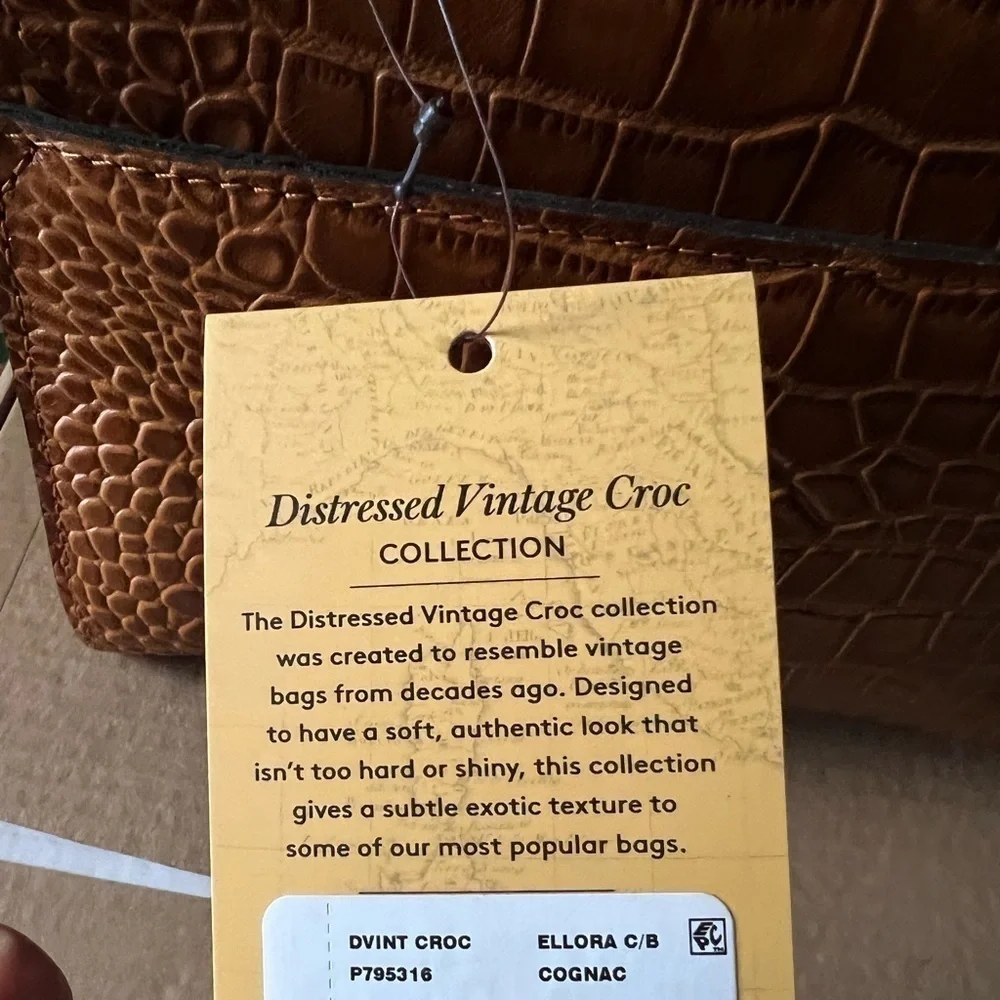 Distressed Vintage Croc
COLLECTION
The Distressed Vintage Croc collection
was created to resemble vintage
bags from decades ago. Designed
to have a soft, authentic look that
isn't too hard or shiny, this collection
gives a subtle exotic texture to
some of our most popular bags.
DVINT CROC ELLORA C/B
P795316 COGNAC